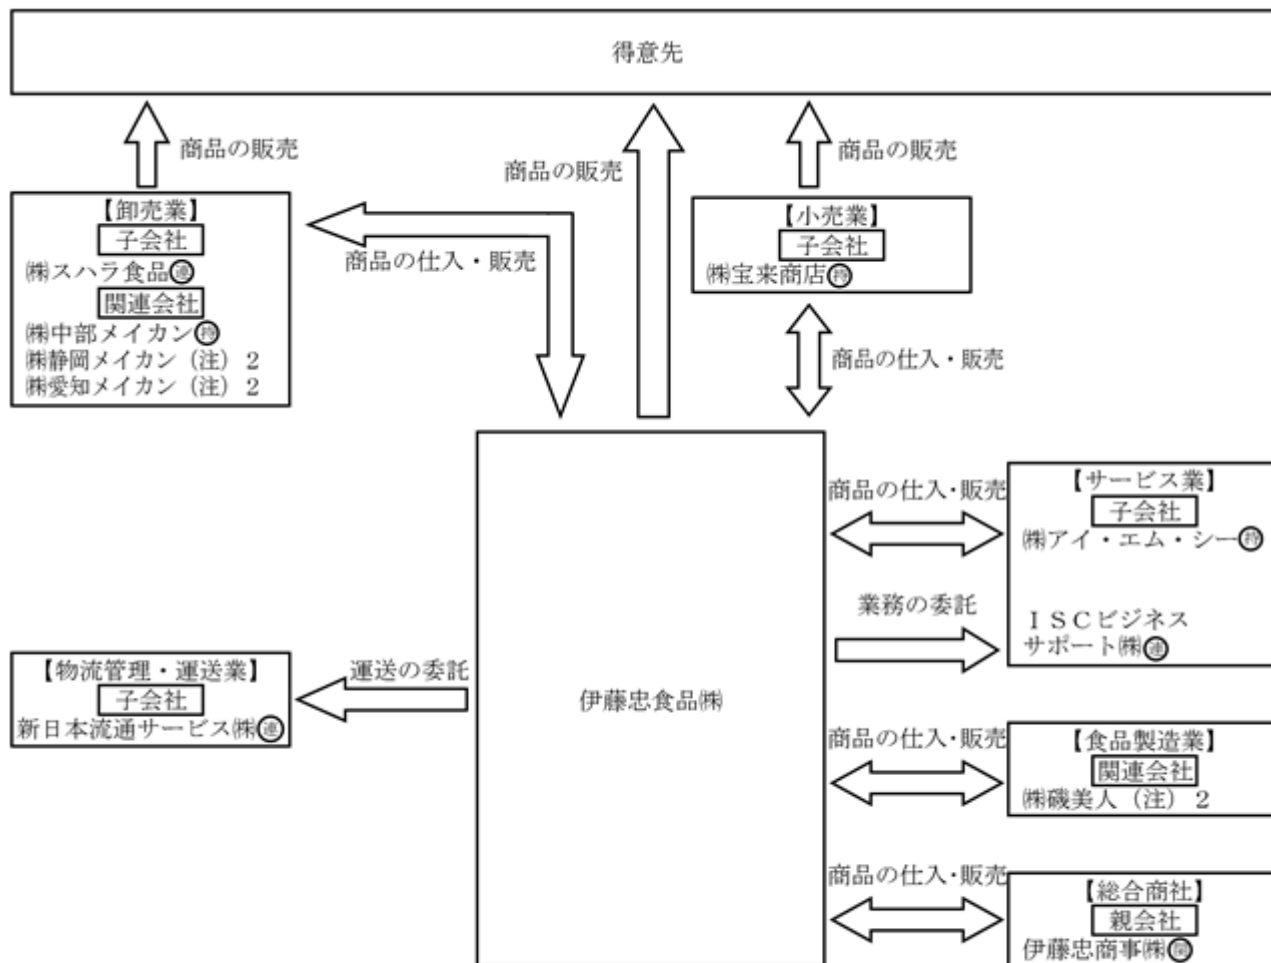 得意先
商品の販売
商品の販売
商品の販売
【卸売業】
子会社
㈱スハラ食品㊜連
関連会社
㈱中部メイカン持
㈱静岡メイカン（注）２
㈱愛知メイカン（注）２
商品の仕入・販売
【小売業】
子会社
㈱宝来商店持
商品の仕入・販売
伊藤忠食品㈱
商品の仕入・販売
【サービス業】
子会社
㈱アイ・エム・シー持
業務の委託
ＩＳＣビジネス
サポート㈱連
【物流管理・運送業】
子会社
新日本流通サービス㈱連
運送の委託
商品の仕入・販売
【食品製造業】
関連会社
㈱磯美人（注）２
商品の仕入・販売
【総合商社】
親会社
伊藤忠商事㈱関